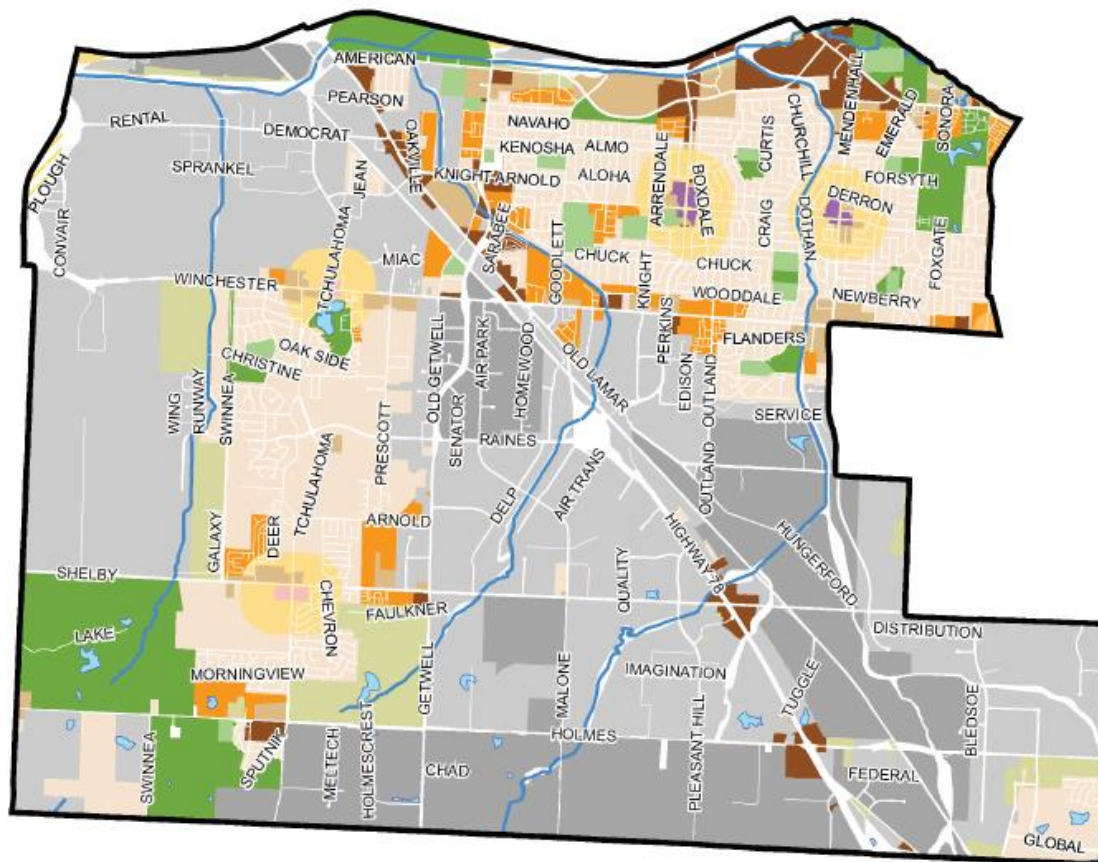 AMERICAN
PEARSON
RENTAL
DEMOCRAT
OAKVILLE
NAVAHO
KENOSHA
ALMO
CURTIS
CHURCHILL
MENDENHALL
EMERALD
SONORA
SPRANKEL
JEAN
KNIGHT
ARNOLD
ALOHA
ARRENDALE
BOXDALE
FORSYTH
PLOUGH
CONVAIR
TCHULAHOMA
MIAC
SARABEE
GOODLETT
CHUCK
KNIGHT
CHUCK
CRAIG
DOTHAN
DERRON
FOXGATE
WINCHESTER
WOODDALE
NEWBERRY
OAK SIDE
CHRISTINE
OLD GETWELL
AIR PARK
HOMEWOOD
OLD LAMAR
PERKINS
EDISON
OUTLAND
FLANDERS
WING
RUNWAY
SWINNEA
PRESCOTT
SENATOR
RAINES
OUTLAND
SERVICE
TCHULAHOMA
GALAXY
DEER
ARNOLD
DELP
AIR TRANS
HIGHWAY 78
HUNGERFORD
SHELBY
CHEVRON
FAULKNER
QUALITY
DISTRIBUTION
LAKE
MORNINGVIEW
GETWELL
MALONE
IMAGINATION
TUGGLE
BLEDSOE
SWINNEA
SPUTNIK
MELTECH
HOLMESCREST
CHAD
HOLMES
PLEASANT HILL
FEDERAL
GLOBAL